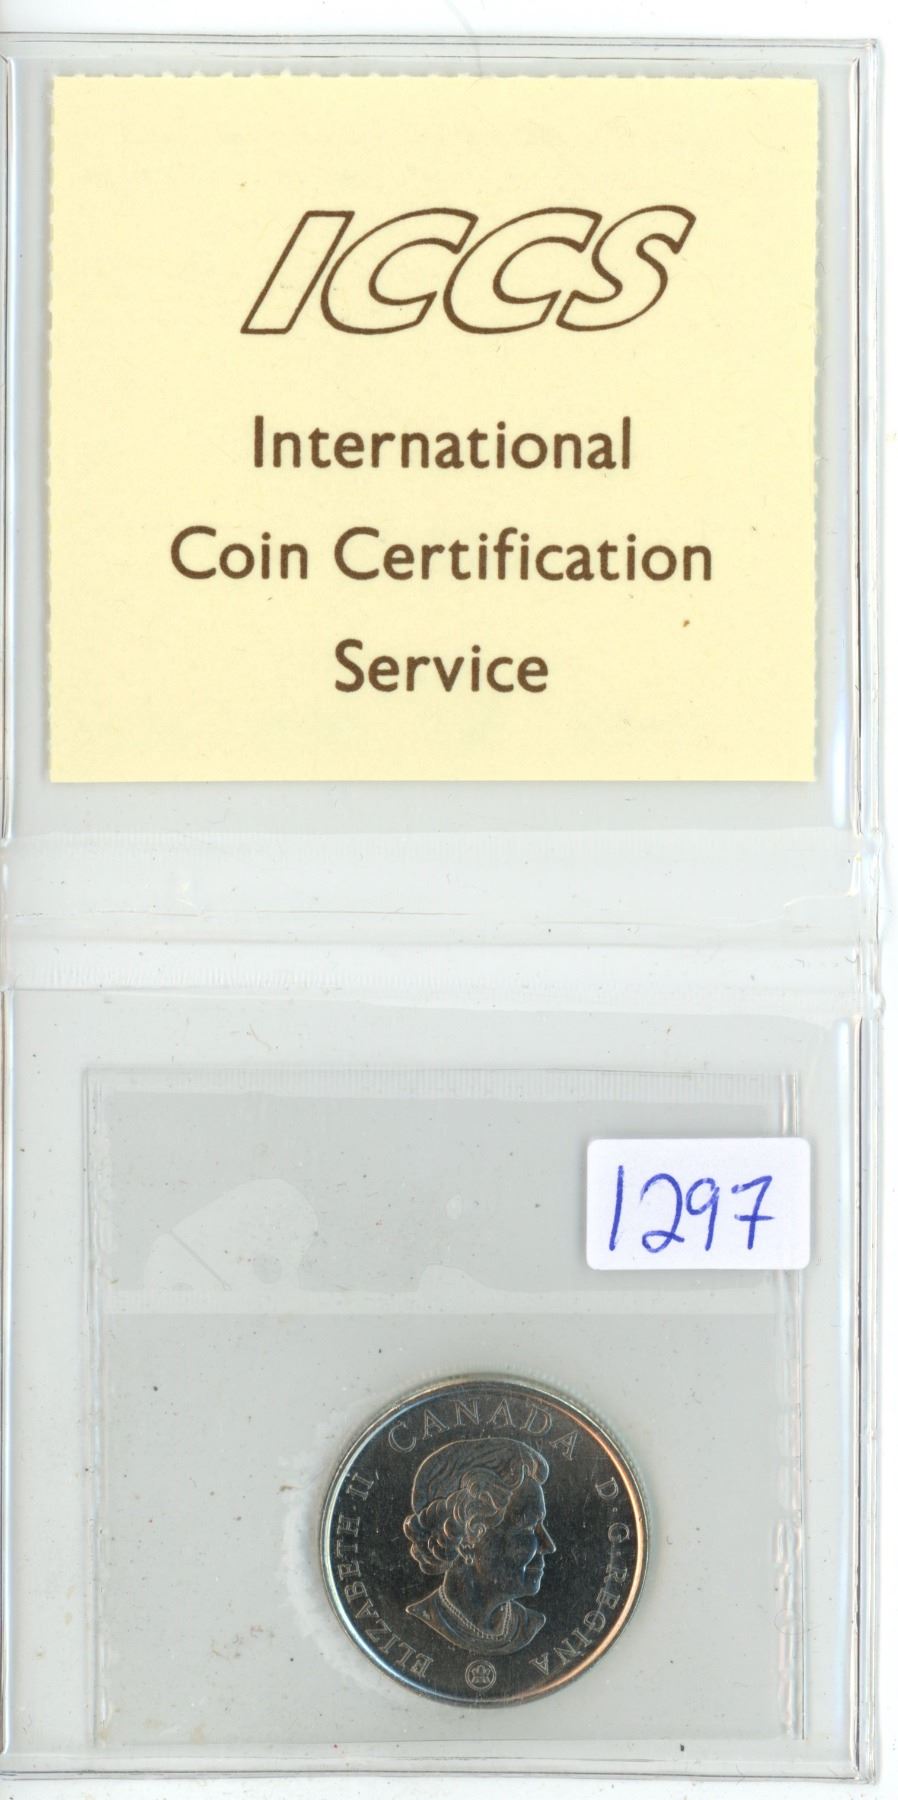 ICCS
International
Coin Certification
Service
1297
ELIZABETH II CANADA D·G·REGINA